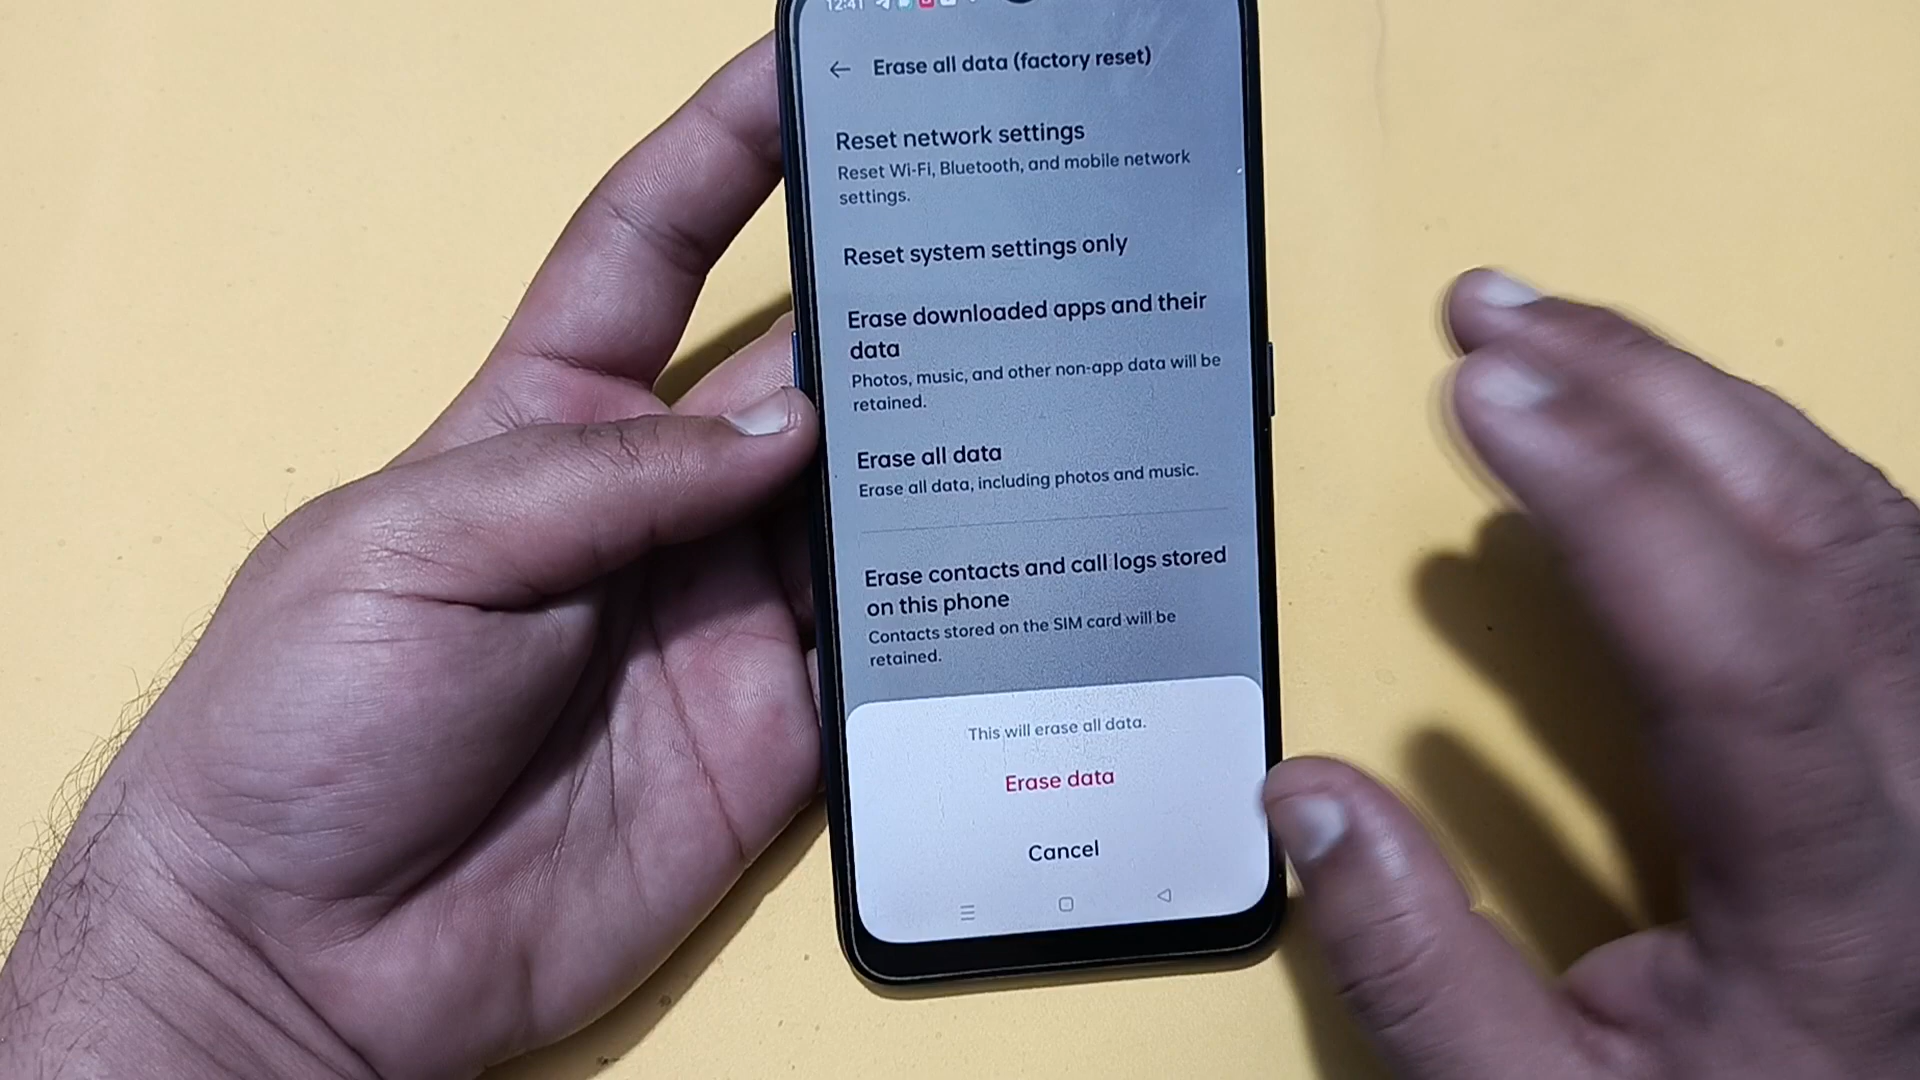 12:41
Erase all data (factory reset)
Reset network settings
Reset Wi-Fi, Bluetooth, and mobile network
settings.
Reset system settings only
Erase downloaded apps and their
data
Photos, music, and other non-app data will be
retained.
Erase all data
Erase all data, including photos and music.
Erase contacts and call logs stored
on this phone
Contacts stored on the SIM card will be
retained.
This will erase all data.
Erase data
Cancel